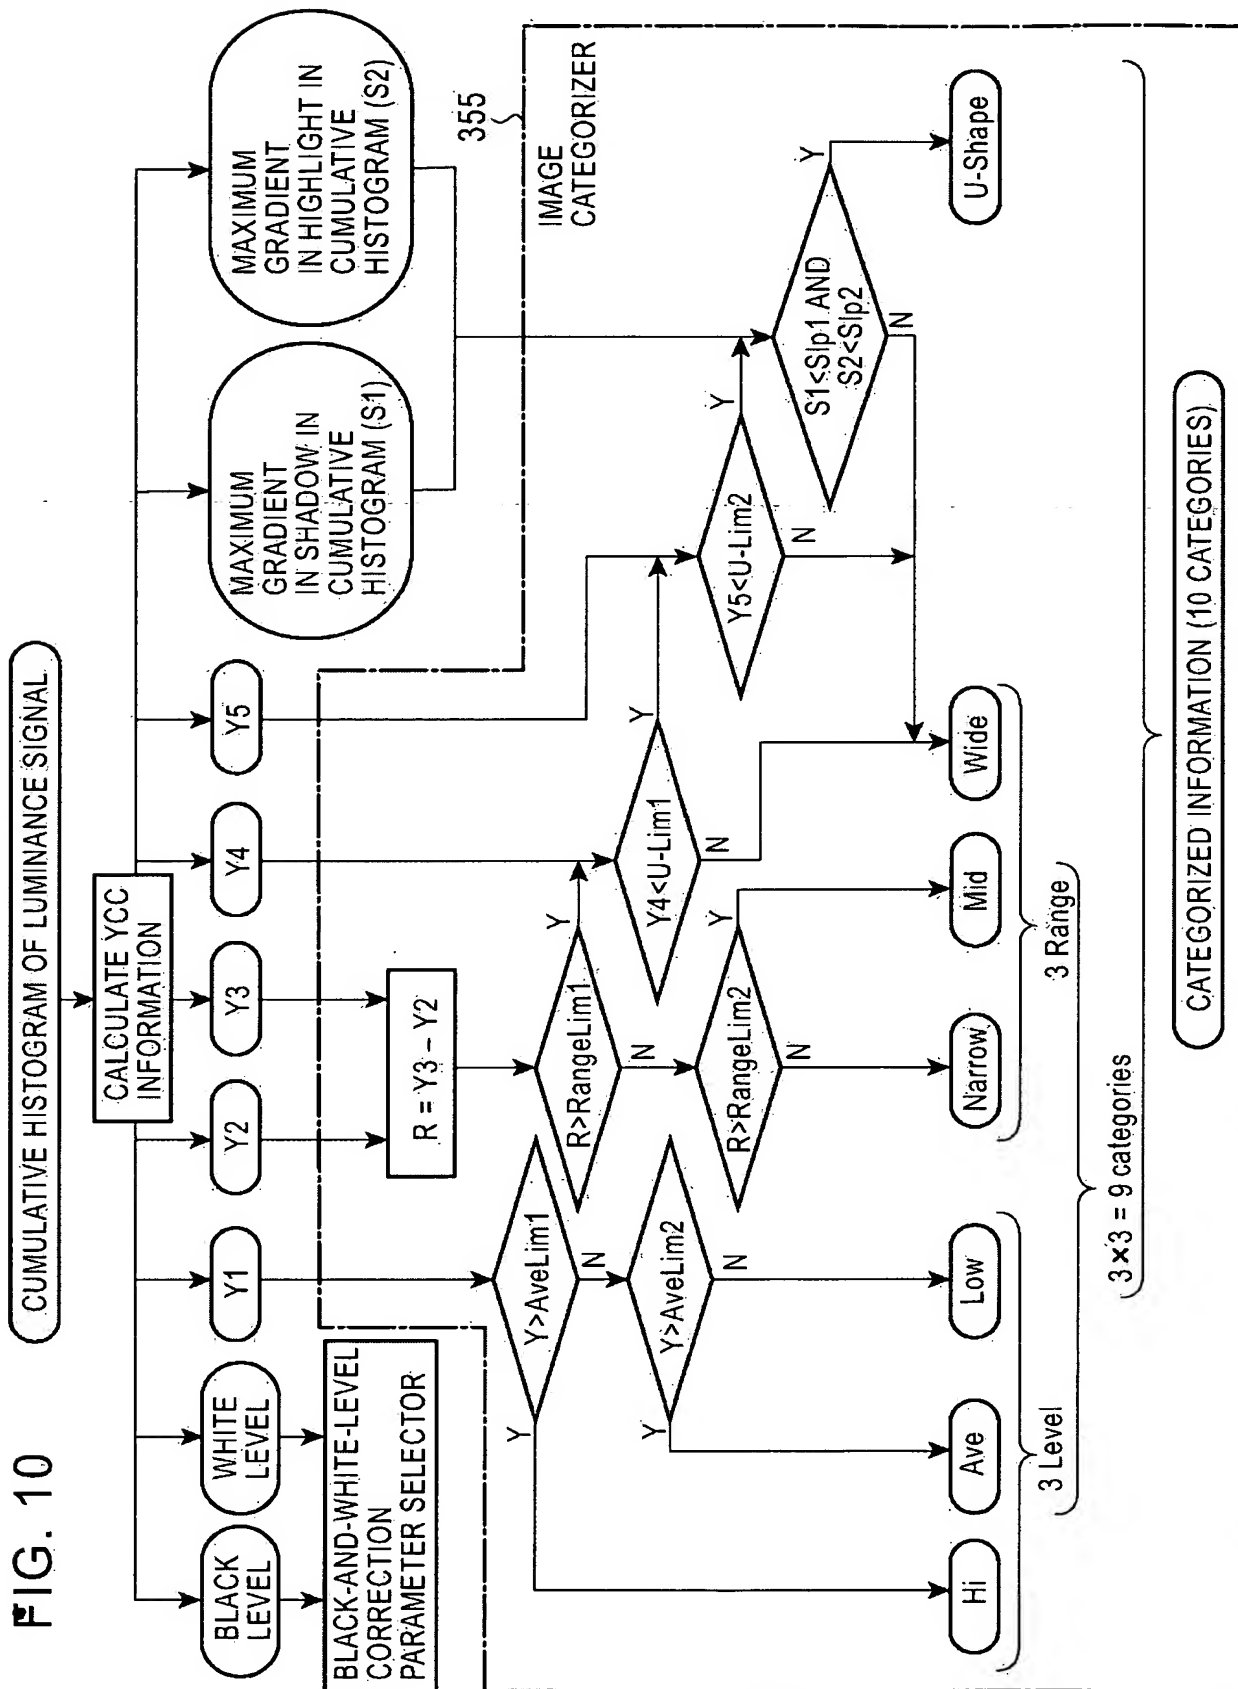 FIG. 10
CUMULATIVE HISTOGRAM OF LUMINANCE SIGNAL
CALCULATE YCC
INFORMATION
BLACK
LEVEL
WHITE
LEVEL
Y1
Y2
Y3
Y4
Y5
MAXIMUM
GRADIENT
IN SHADOW IN
CUMULATIVE
HISTOGRAM (S1)
MAXIMUM
GRADIENT
IN HIGHLIGHT IN
CUMULATIVE
HISTOGRAM (S2)
BLACK-AND-WHITE-LEVEL
CORRECTION
PARAMETER SELECTOR
R = Y3 – Y2
355
IMAGE
CATEGORIZER
Y>AveLim1
Y
N
Y>AveLim2
Y
N
R>RangeLim1
Y
N
R>RangeLim2
Y
N
Y4<U-Lim1
Y
N
Y5<U-Lim2
Y
N
S1<Slp1 AND
S2<Slp2
Y
N
Hi
Ave
Low
Narrow
Mid
Wide
U-Shape
3 Level
3 Range
3 × 3 = 9 categories
CATEGORIZED INFORMATION (10 CATEGORIES)